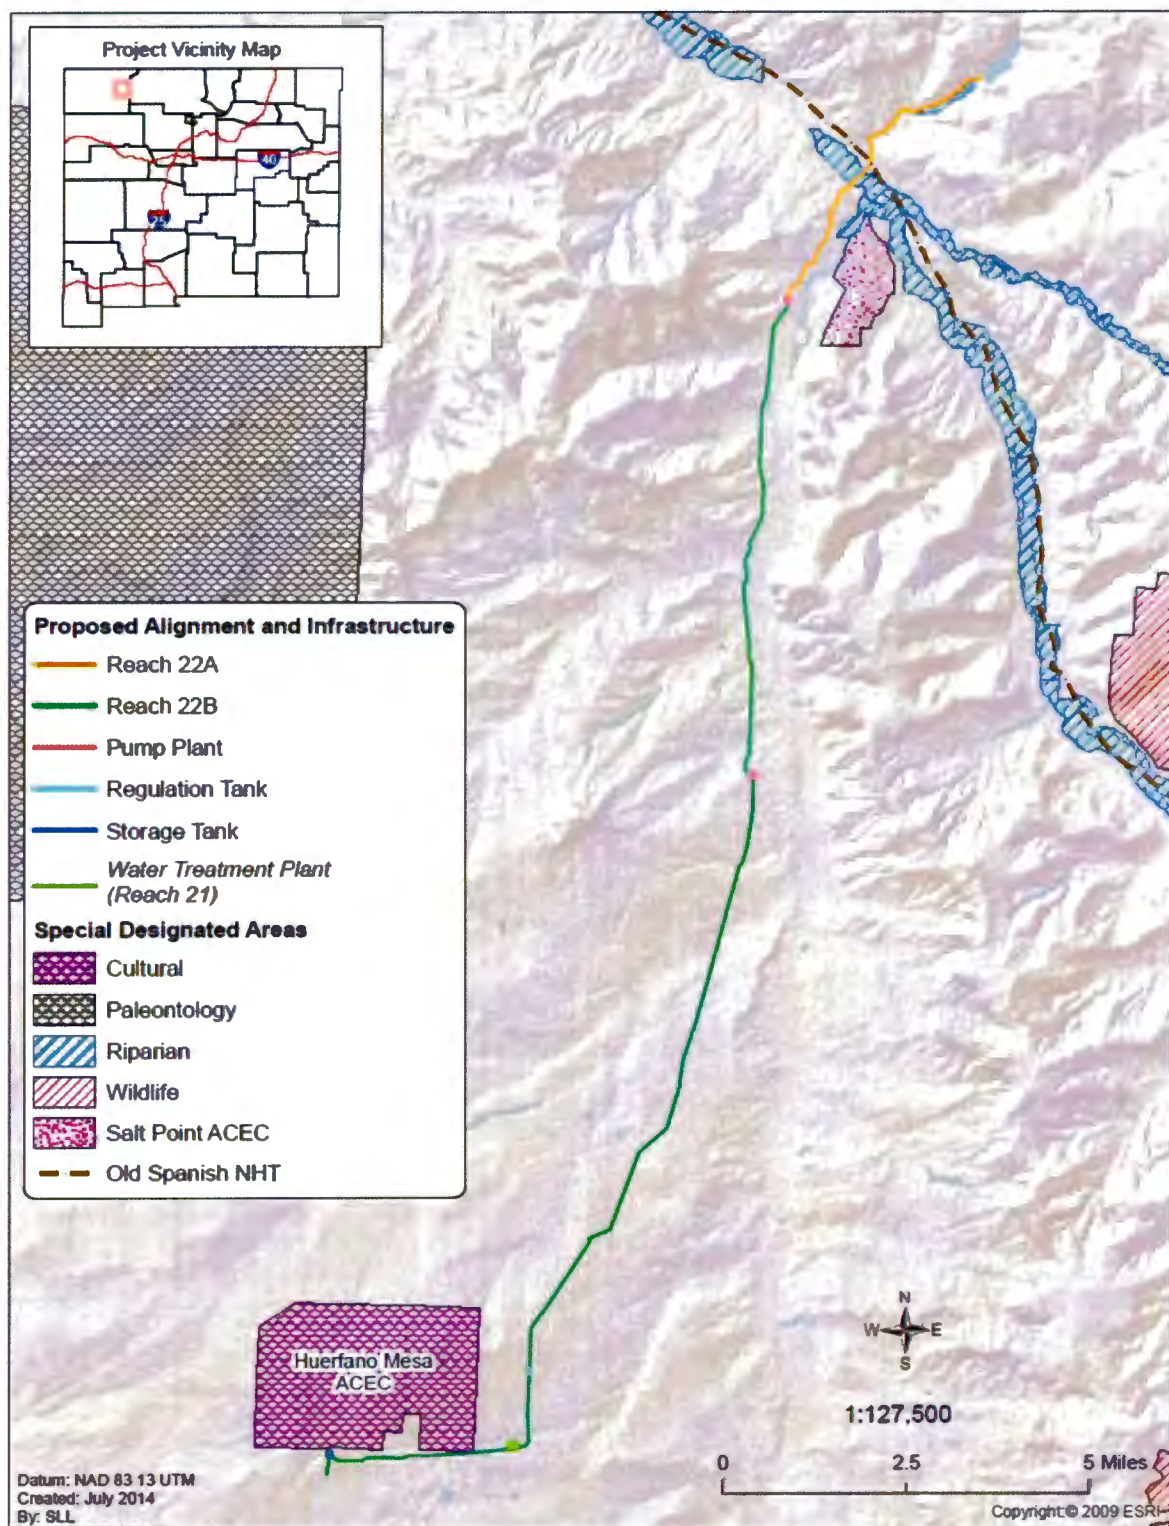 Project Vicinity Map
40
25
Proposed Alignment and Infrastructure
Reach 22A
Reach 22B
Pump Plant
Regulation Tank
Storage Tank
Water Treatment Plant
(Reach 21)
Special Designated Areas
Cultural
Paleontology
Riparian
Wildlife
Salt Point ACEC
Old Spanish NHT
Huerfano Mesa
ACEC
N
W E
S
1:127,500
0 2.5 5 Miles
Datum: NAD 83 13 UTM
Created: July 2014
By: SLL
Copyright:© 2009 ESRI